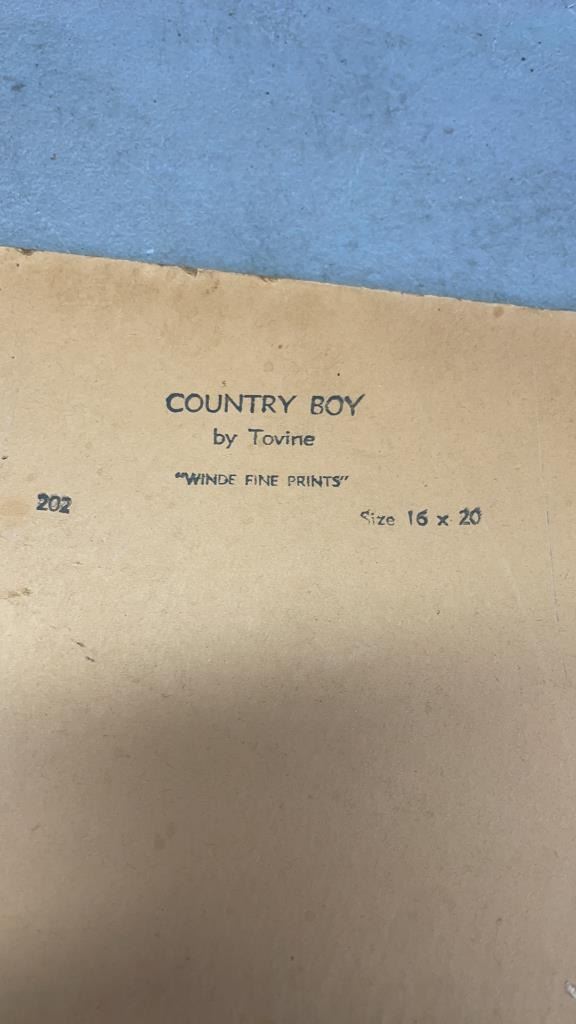 COUNTRY BOY
by Tovine
"WINDE FINE PRINTS"
202
Size 16 x 20